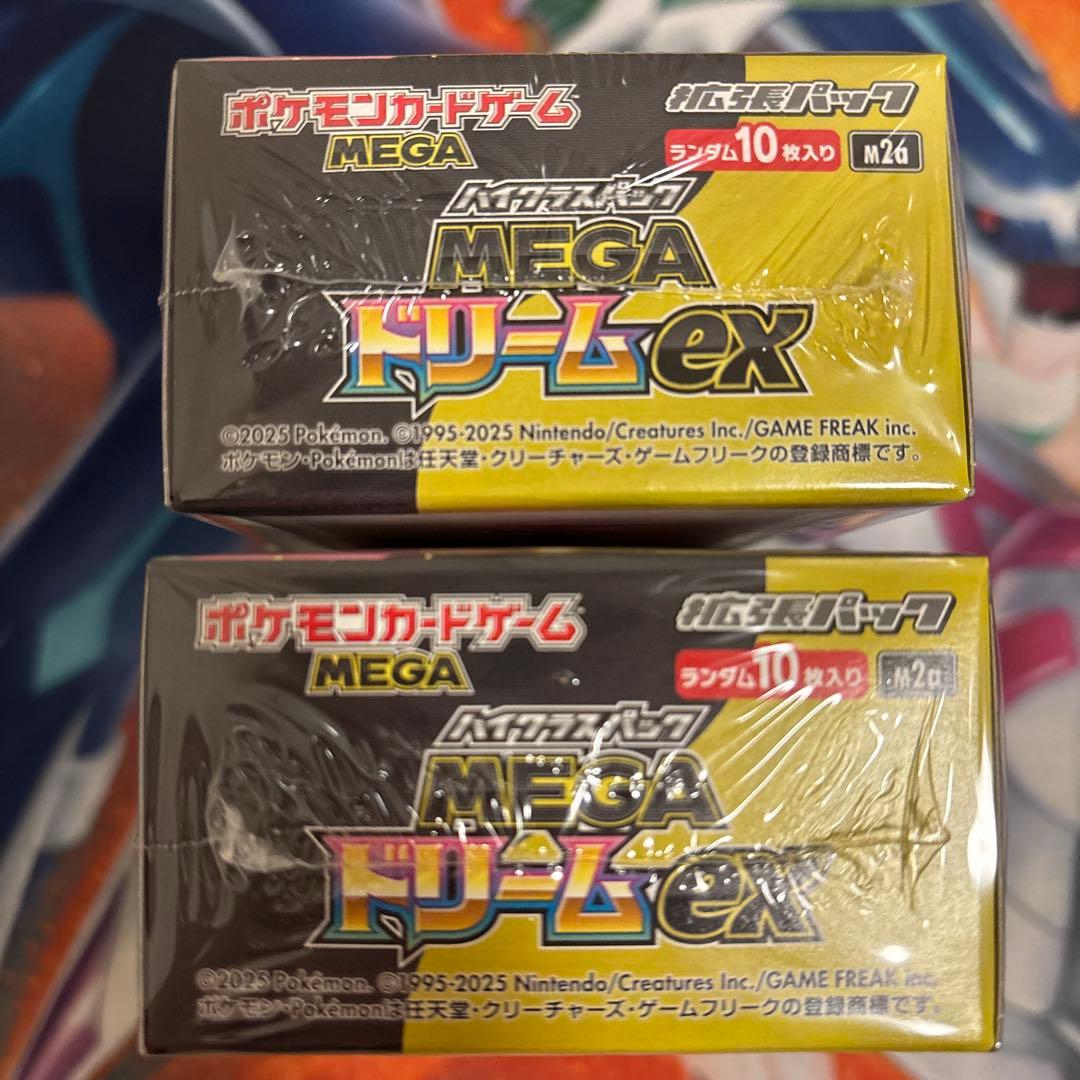 ポケモンカードゲーム
MEGA
拡張パック
ランダム10枚入り M2a
ハイクラスパック
MEGA
ドリームex
©2025 Pokémon. ©1995-2025 Nintendo/Creatures Inc./GAME FREAK inc.
ポケモン・Pokémonは任天堂・クリーチャーズ・ゲームフリークの登録商標です。
ポケモンカードゲーム
MEGA
拡張パック
ランダム10枚入り M2a
ハイクラスパック
MEGA
ドリームex
©2025 Pokémon. ©1995-2025 Nintendo/Creatures Inc./GAME FREAK inc.
ポケモン・Pokémonは任天堂・クリーチャーズ・ゲームフリークの登録商標です。